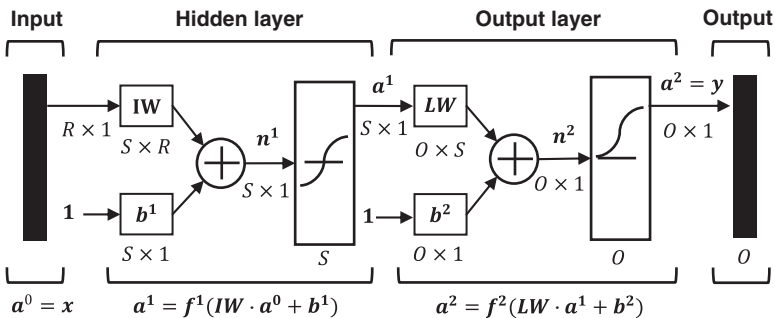 Input Hidden layer Output layer Output
R × 1
IW
S × R
1
b¹
S × 1
n¹
S × 1
S
a¹
S × 1
LW
O × S
1
b²
O × 1
n²
O × 1
O
a² = y
O × 1
O
a⁰ = x
a¹ = f¹(IW · a⁰ + b¹)
a² = f²(LW · a¹ + b²)